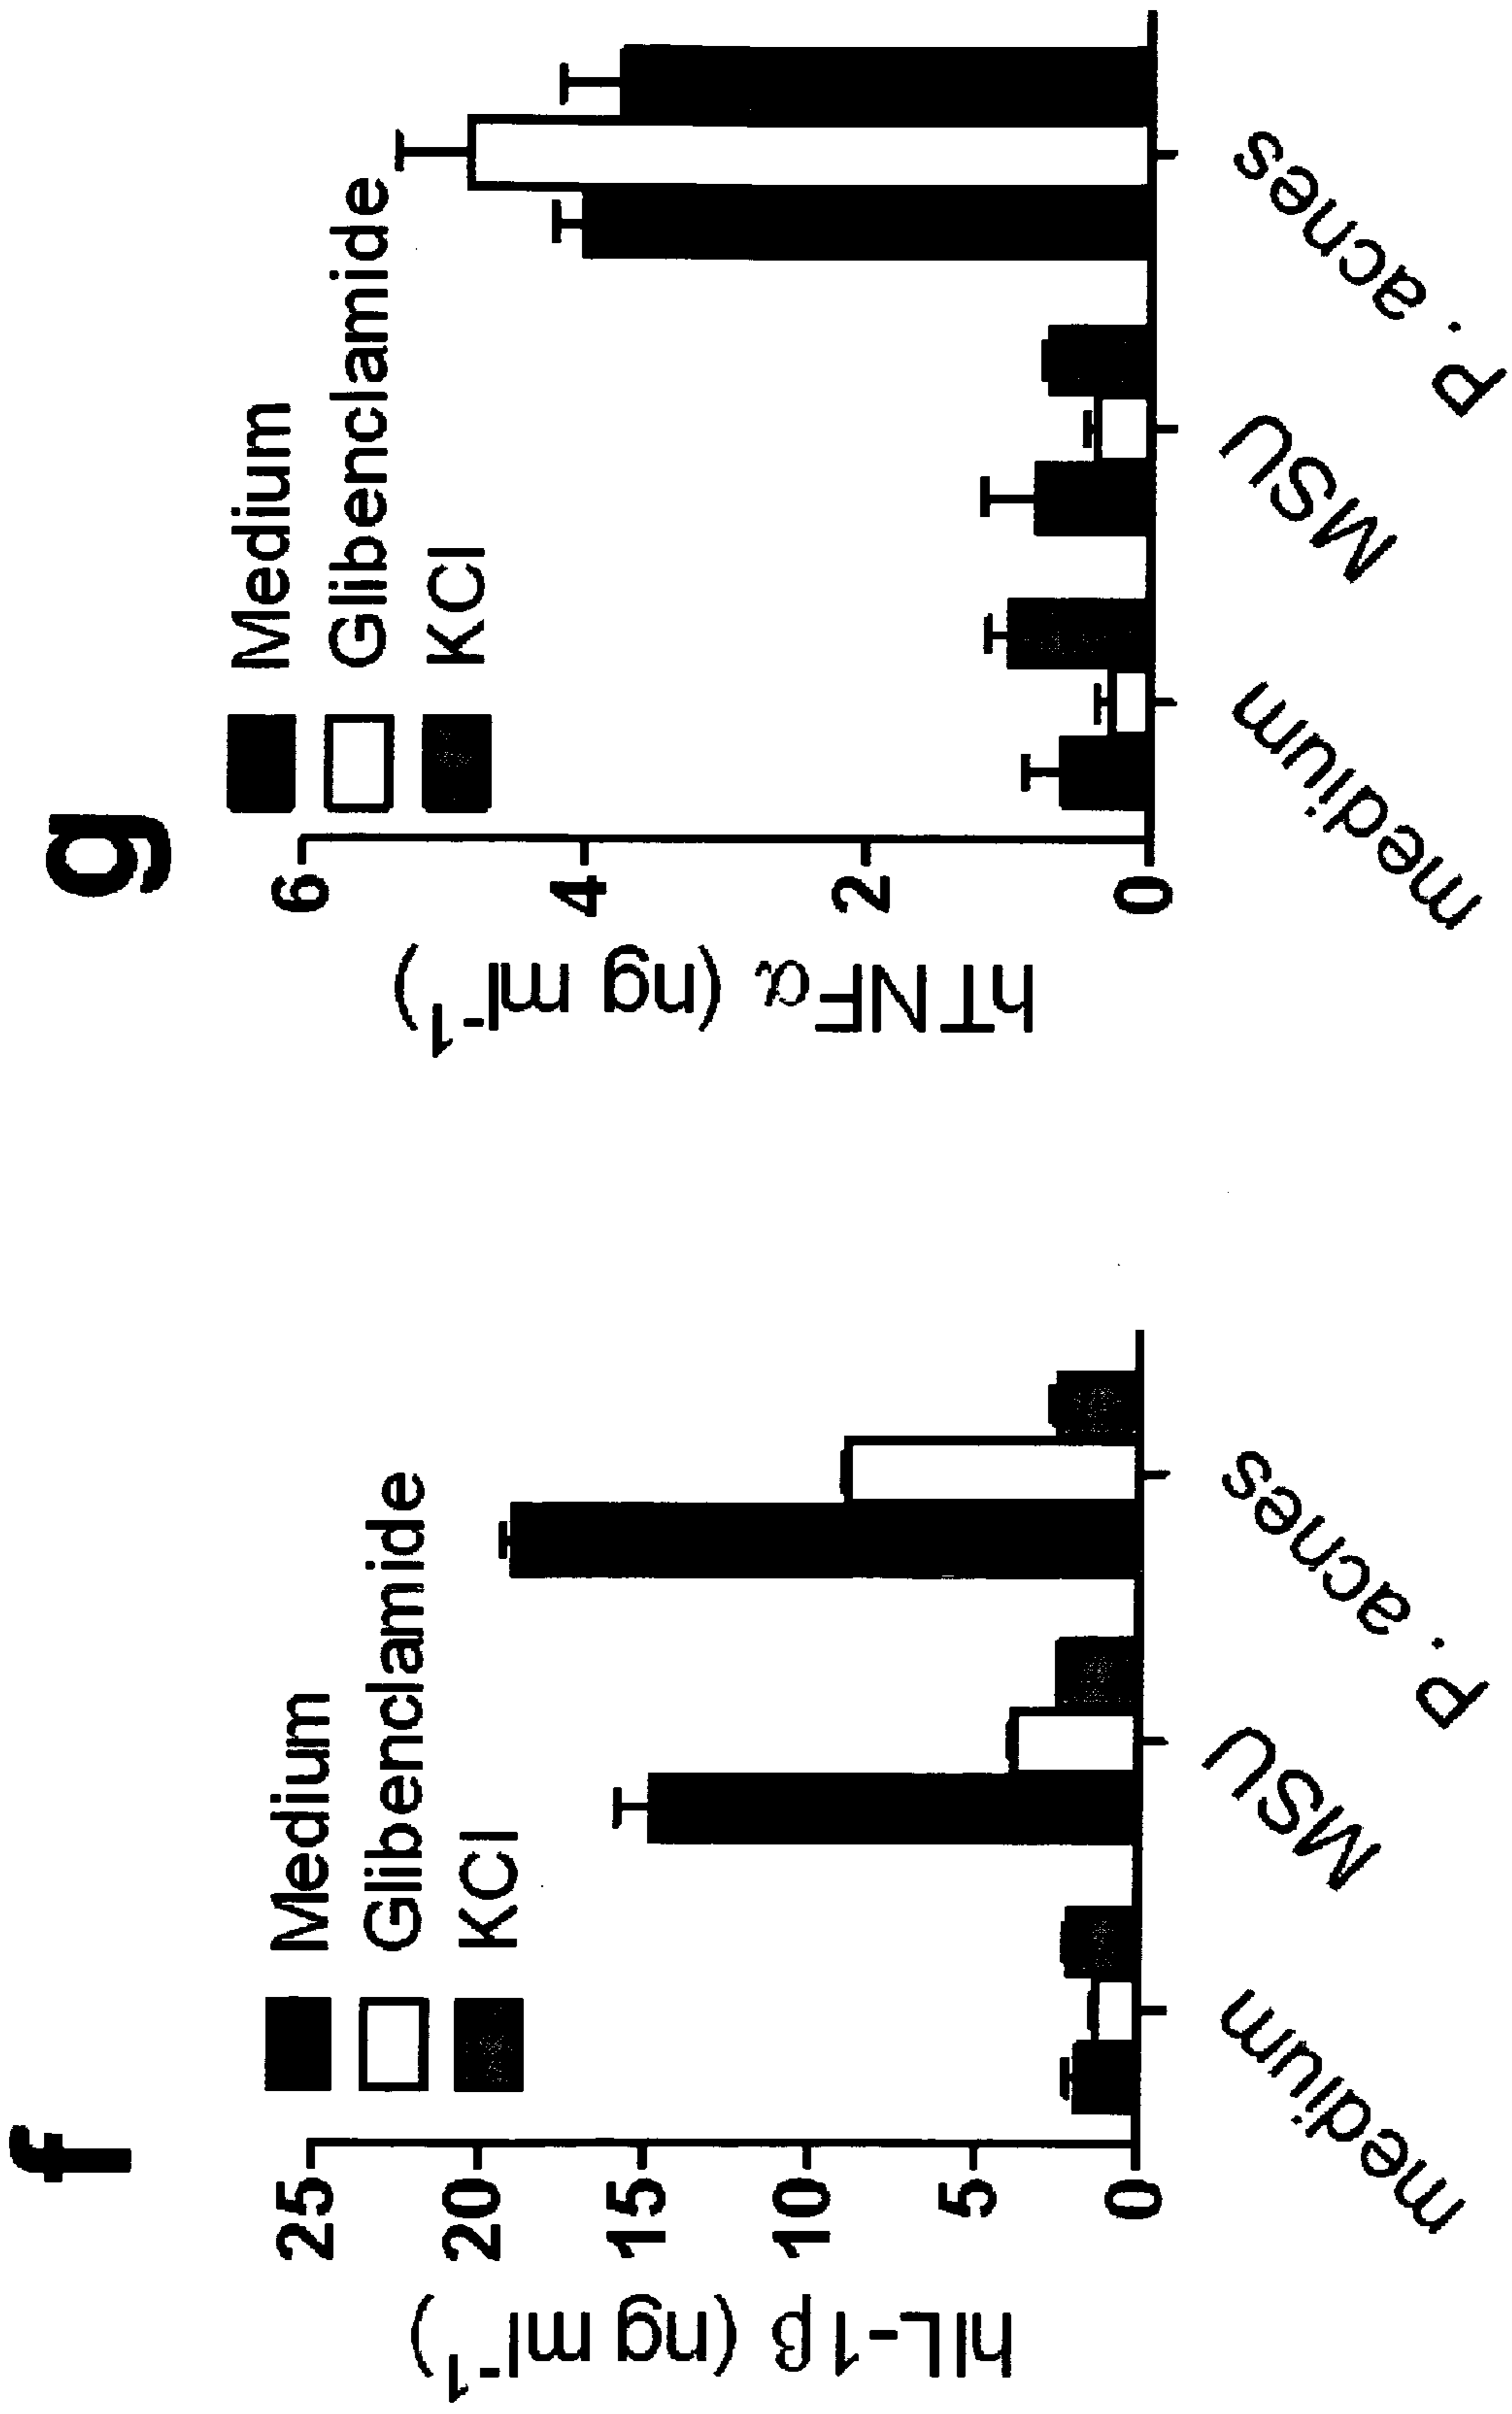 f
hIL-1β (ng ml⁻¹)
25
20
15
10
5
0
Medium
Glibenclamide
KCl
medium
MSU
P. acnes
g
hTNFα (ng ml⁻¹)
6
4
2
0
Medium
Glibenclamide
KCl
medium
MSU
P. acnes